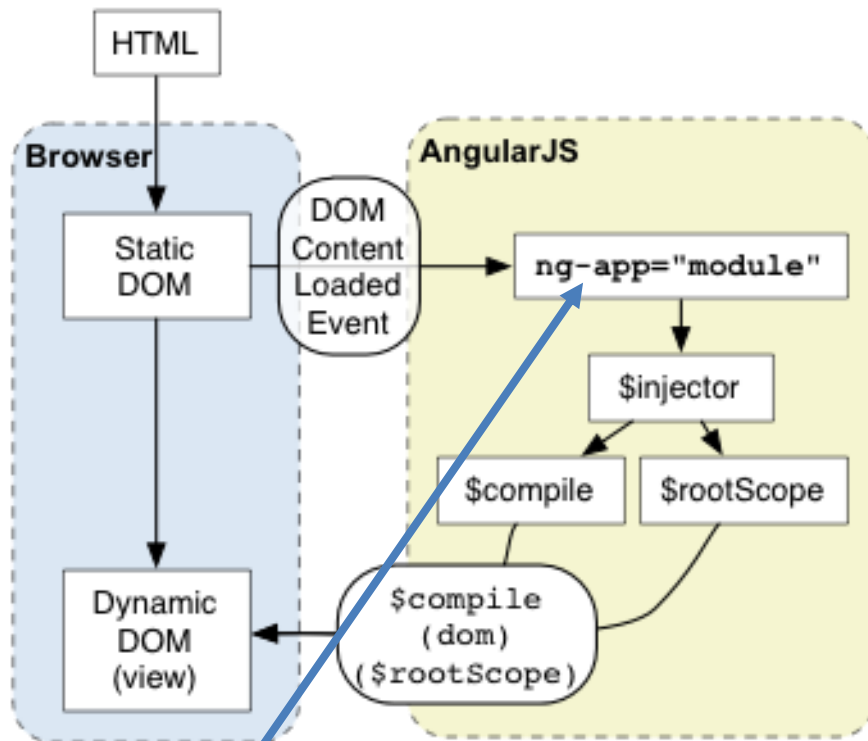 HTML
Browser
AngularJS
Static
DOM
DOM
Content
Loaded
Event
ng-app="module"
$injector
$compile
$rootScope
Dynamic
DOM
(view)
$compile
(dom)
($rootScope)